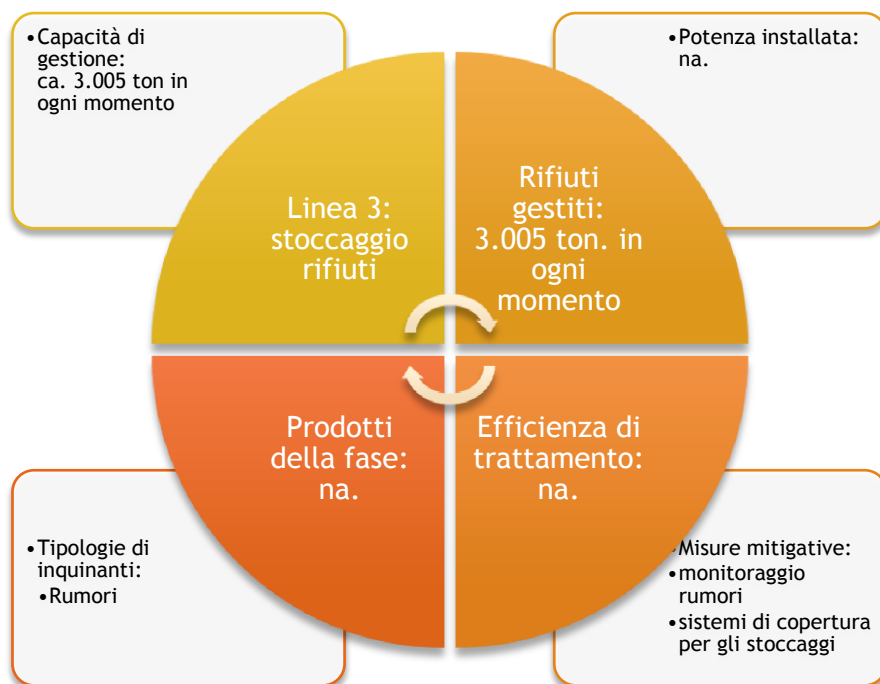 •Capacità di
gestione:
ca. 3.005 ton in
ogni momento
•Potenza installata:
na.
Linea 3:
stoccaggio
rifiuti
Rifiuti
gestiti:
3.005 ton. in
ogni
momento
Prodotti
della fase:
na.
Efficienza di
trattamento:
na.
•Tipologie di
inquinanti:
•Rumori
•Misure mitigative:
•monitoraggio
rumori
•sistemi di copertura
per gli stoccaggi